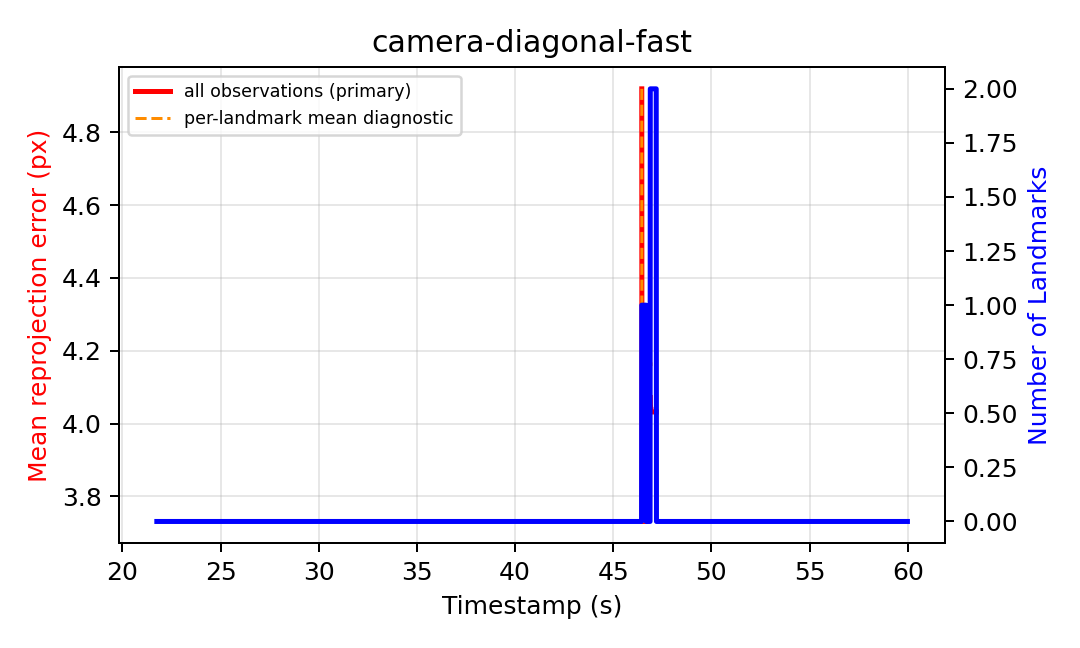 camera-diagonal-fast
all observations (primary)
per-landmark mean diagnostic
Mean reprojection error (px)
4.8
4.6
4.4
4.2
4.0
3.8
2.00
1.75
1.50
1.25
1.00
0.75
0.50
0.25
0.00
Number of Landmarks
20 25 30 35 40 45 50 55 60
Timestamp (s)